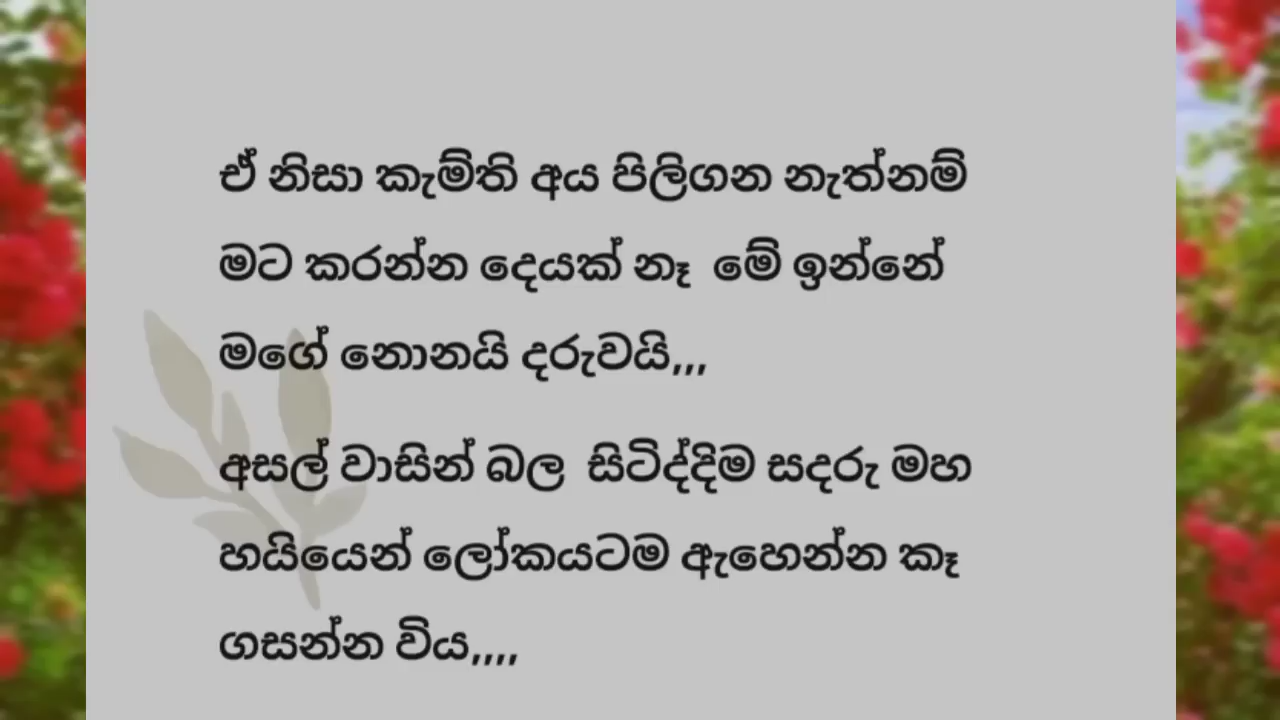 ඒ නිසා කැම්ති අය පිලිගන නැත්නම්
මට කරන්න දෙයක් නෑ  මේ ඉන්නේ
මගේ නොනයි දරුවයි,,,
අසල් වාසින් බල  සිටිද්දිම සදරු මහ
හයියෙන් ලෝකයටම ඇහෙන්න කෑ
ගසන්න විය,,,,